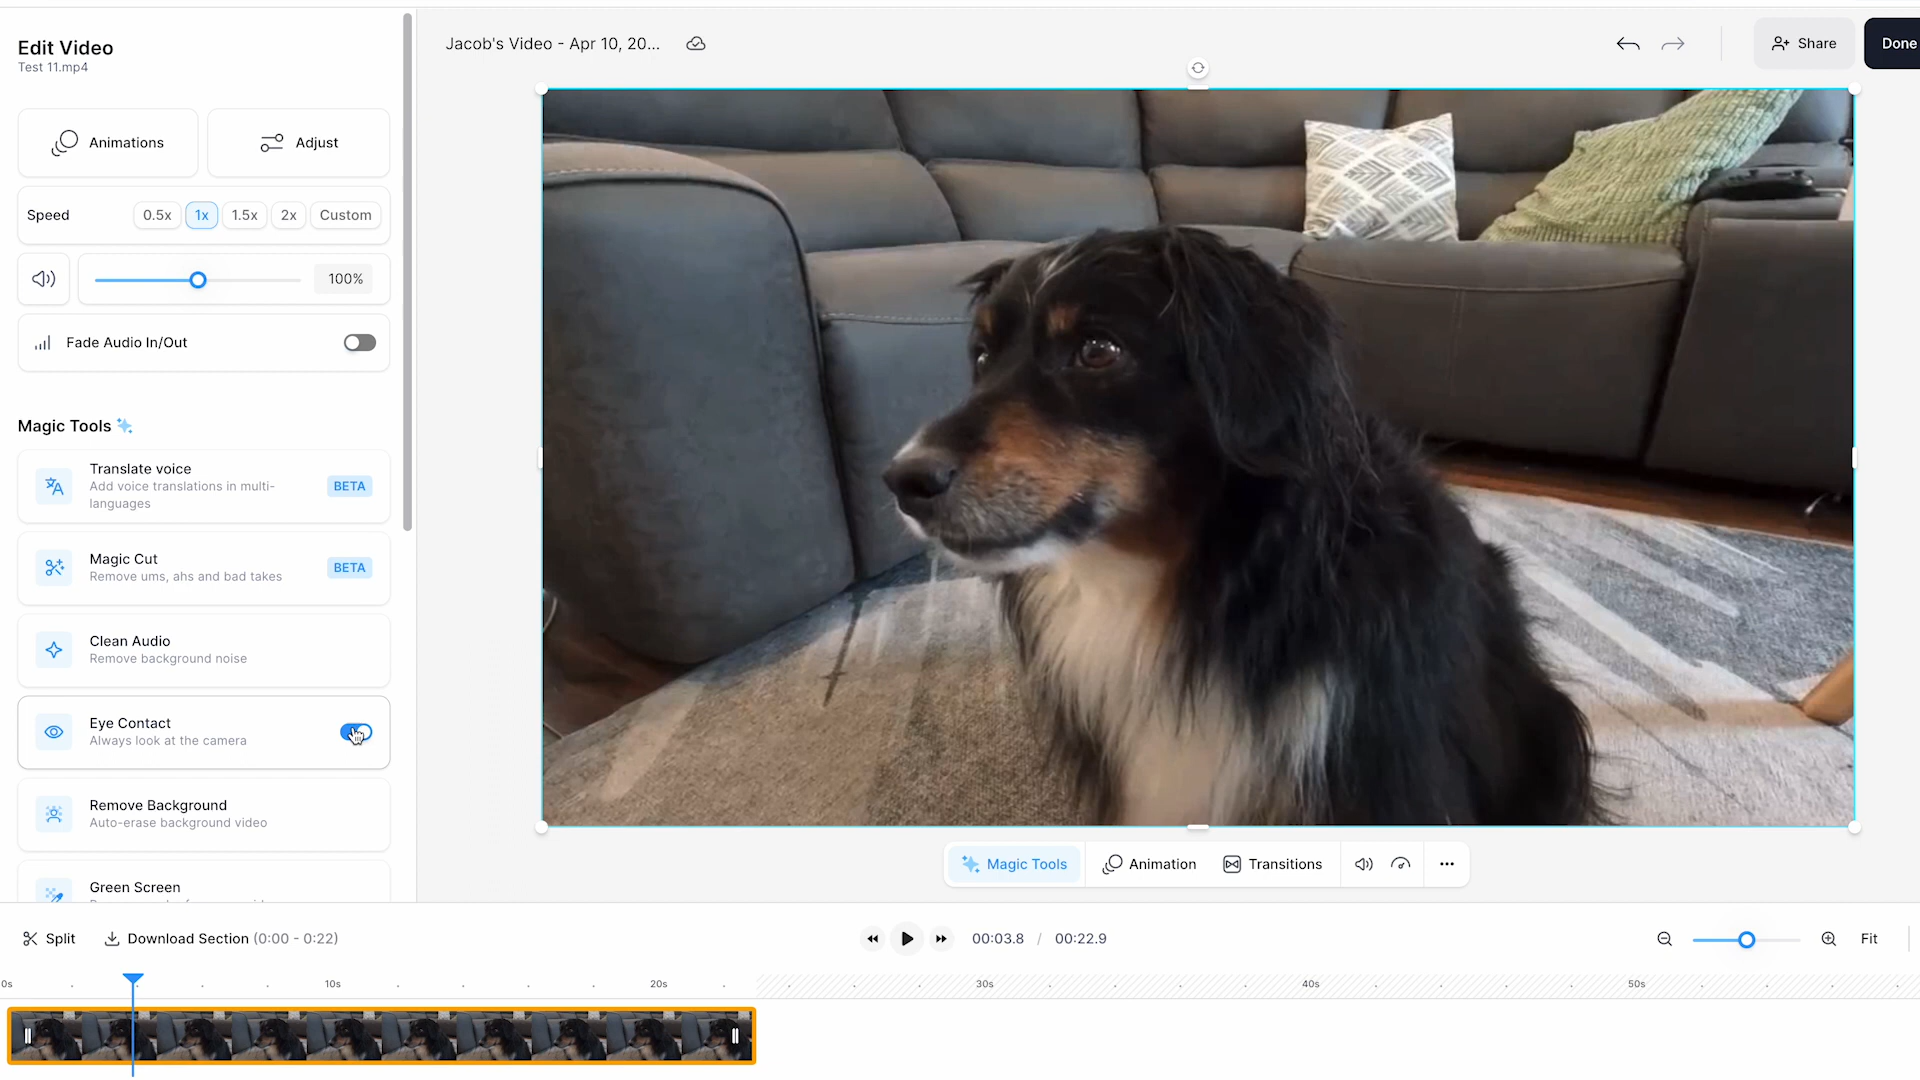 Edit Video
Test 11.mp4
Animations
Adjust
Speed
0.5x
1x
1.5x
2x
Custom
100%
Fade Audio In/Out
Magic Tools
Translate voice
Add voice translations in multi-
languages
BETA
Magic Cut
Remove ums, ahs and bad takes
BETA
Clean Audio
Remove background noise
Eye Contact
Always look at the camera
Remove Background
Auto-erase background video
Green Screen
Jacob's Video - Apr 10, 20...
Share
Done
Magic Tools
Animation
Transitions
Split
Download Section (0:00 - 0:22)
00:03.8 / 00:22.9
Fit
0s
10s
20s
30s
40s
50s